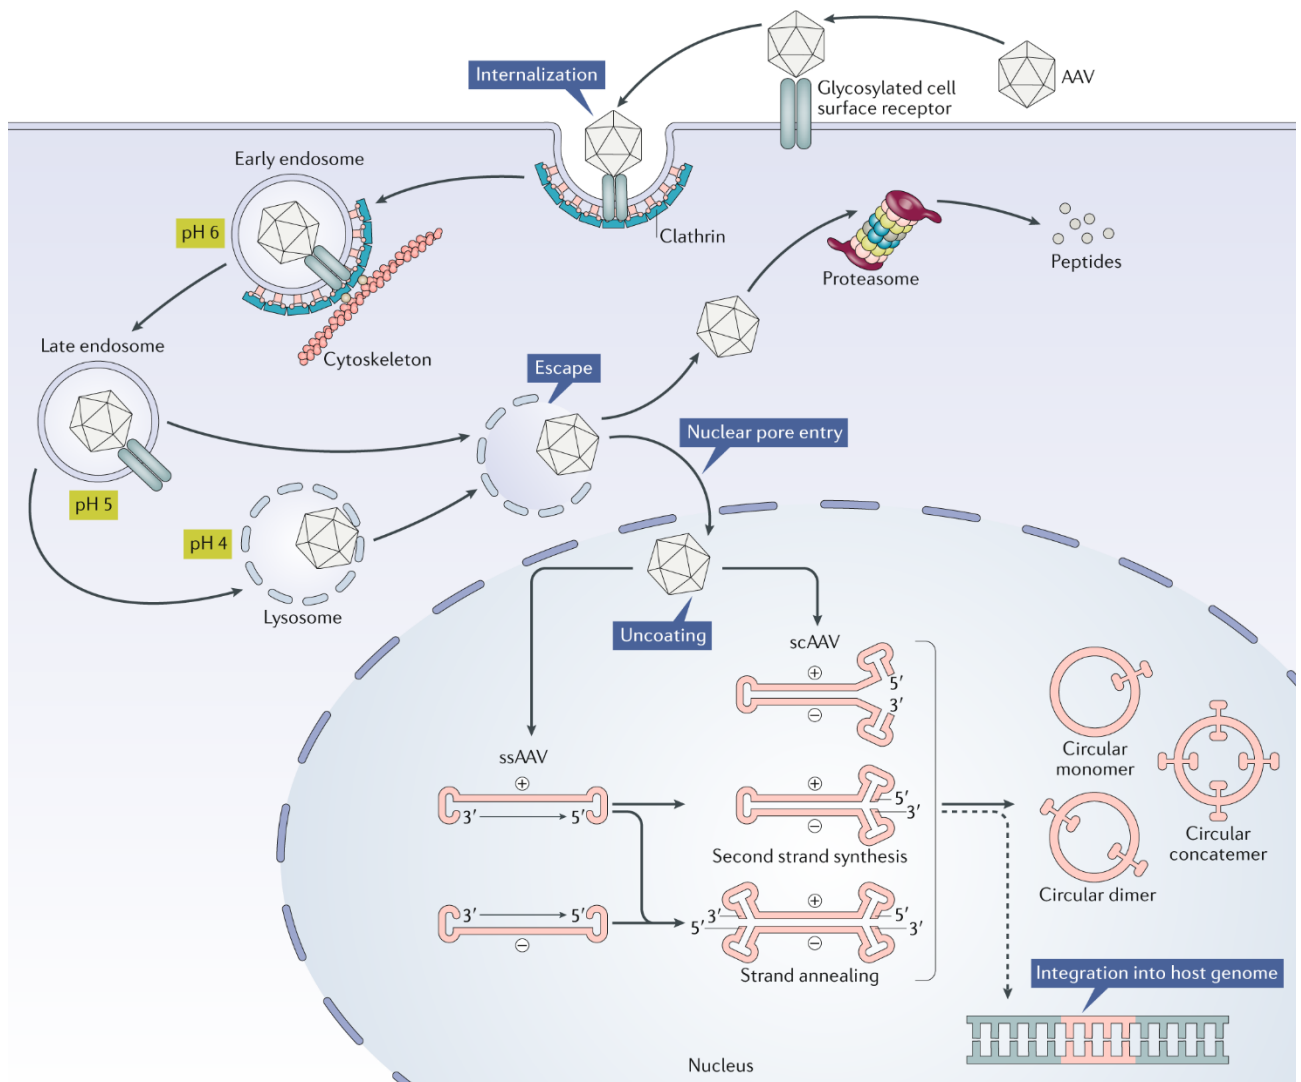 AAV
Glycosylated cell
surface receptor
Internalization
Early endosome
pH 6
Clathrin
Cytoskeleton
Proteasome
Peptides
Late endosome
pH 5
Escape
Nuclear pore entry
pH 4
Lysosome
Uncoating
scAAV
+
5′
3′
−
ssAAV
+
3′ 5′
+
5′
3′
−
Second strand synthesis
3′ 5′
−
+
3′ 5′
5′ 3′
−
Strand annealing
Circular
monomer
Circular dimer
Circular
concatemer
Integration into host genome
Nucleus